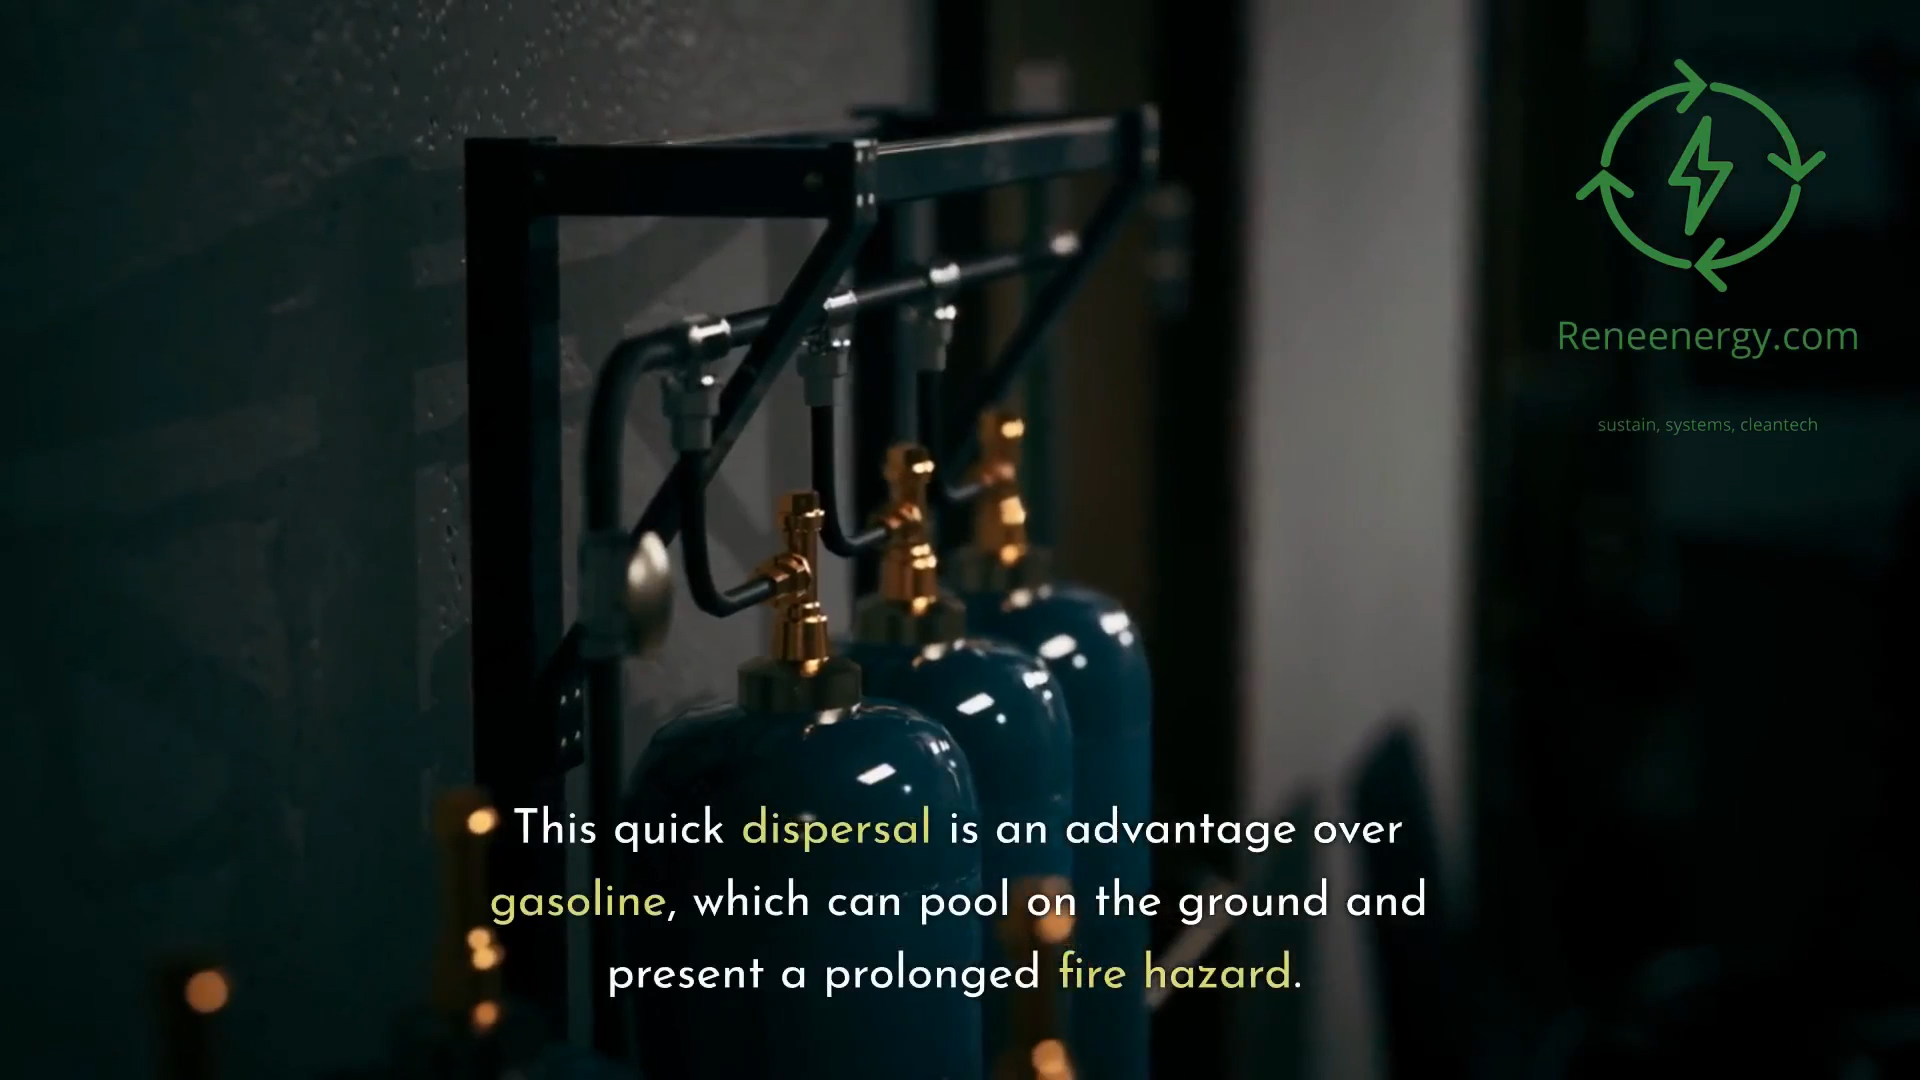 Reneenergy.com
sustain, systems, cleantech
This quick dispersal is an advantage over
gasoline, which can pool on the ground and
present a prolonged fire hazard.